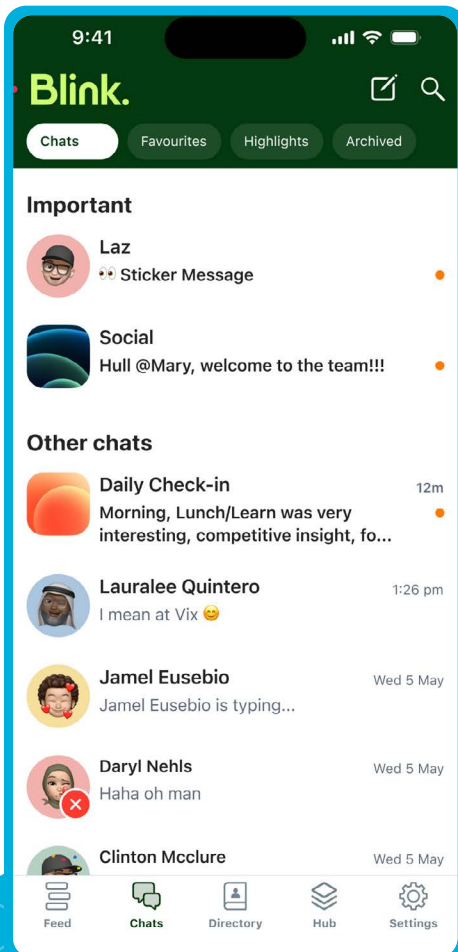 9:41
Blink.
Chats Favourites Highlights Archived
Important
Laz
👀 Sticker Message
Social
Hull @Mary, welcome to the team!!!
Other chats
Daily Check-in 12m
Morning, Lunch/Learn was very
interesting, competitive insight, fo...
Lauralee Quintero 1:26 pm
I mean at Vix 😊
Jamel Eusebio Wed 5 May
Jamel Eusebio is typing...
Daryl Nehls Wed 5 May
Haha oh man
Clinton Mcclure Wed 5 May
Feed Chats Directory Hub Settings